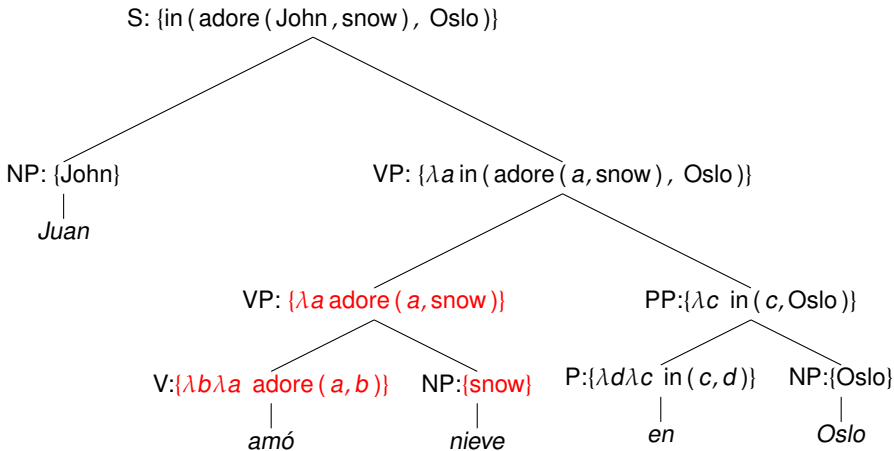 S: {in ( adore ( John , snow ) , Oslo )}
NP: {John} VP: {λa in ( adore ( a, snow ) , Oslo )}
Juan
VP: {λa adore ( a, snow )} PP:{λc in ( c, Oslo )}
V:{λbλa adore ( a, b )} NP:{snow} P:{λdλc in ( c, d )} NP:{Oslo}
amó nieve en Oslo